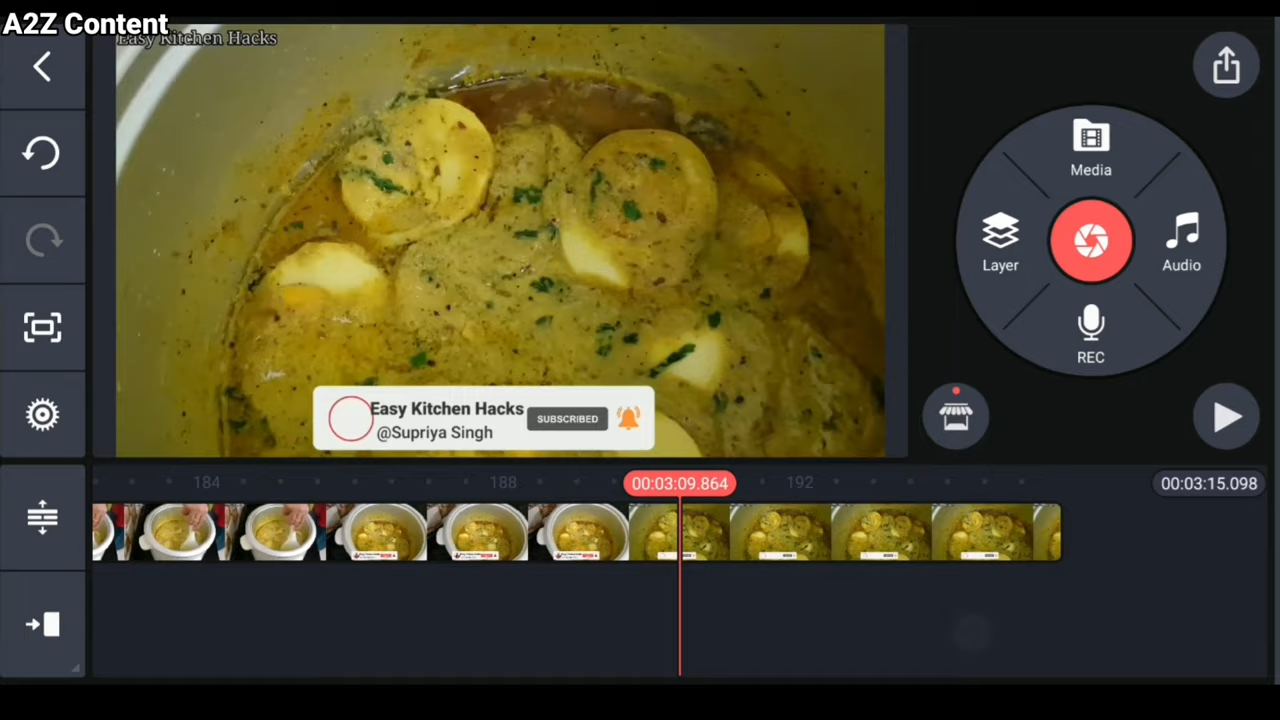 A2Z Content
Easy Kitchen Hacks
Media
Layer
Audio
REC
Easy Kitchen Hacks
@Supriya Singh
SUBSCRIBED
184
188
00:03:09.864
192
00:03:15.098